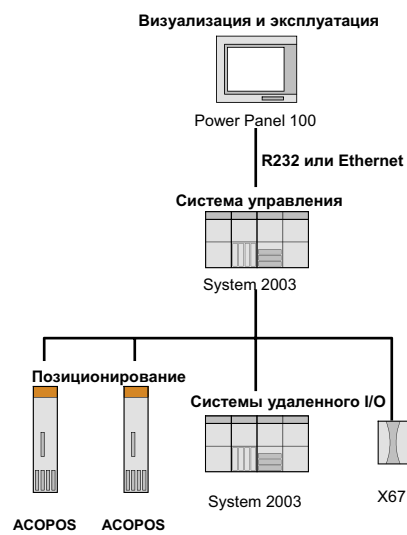 Визуализация и эксплуатация
Power Panel 100
R232 или Ethernet
Система управления
System 2003
Позиционирование
Системы удаленного I/O
System 2003
X67
ACOPOS
ACOPOS